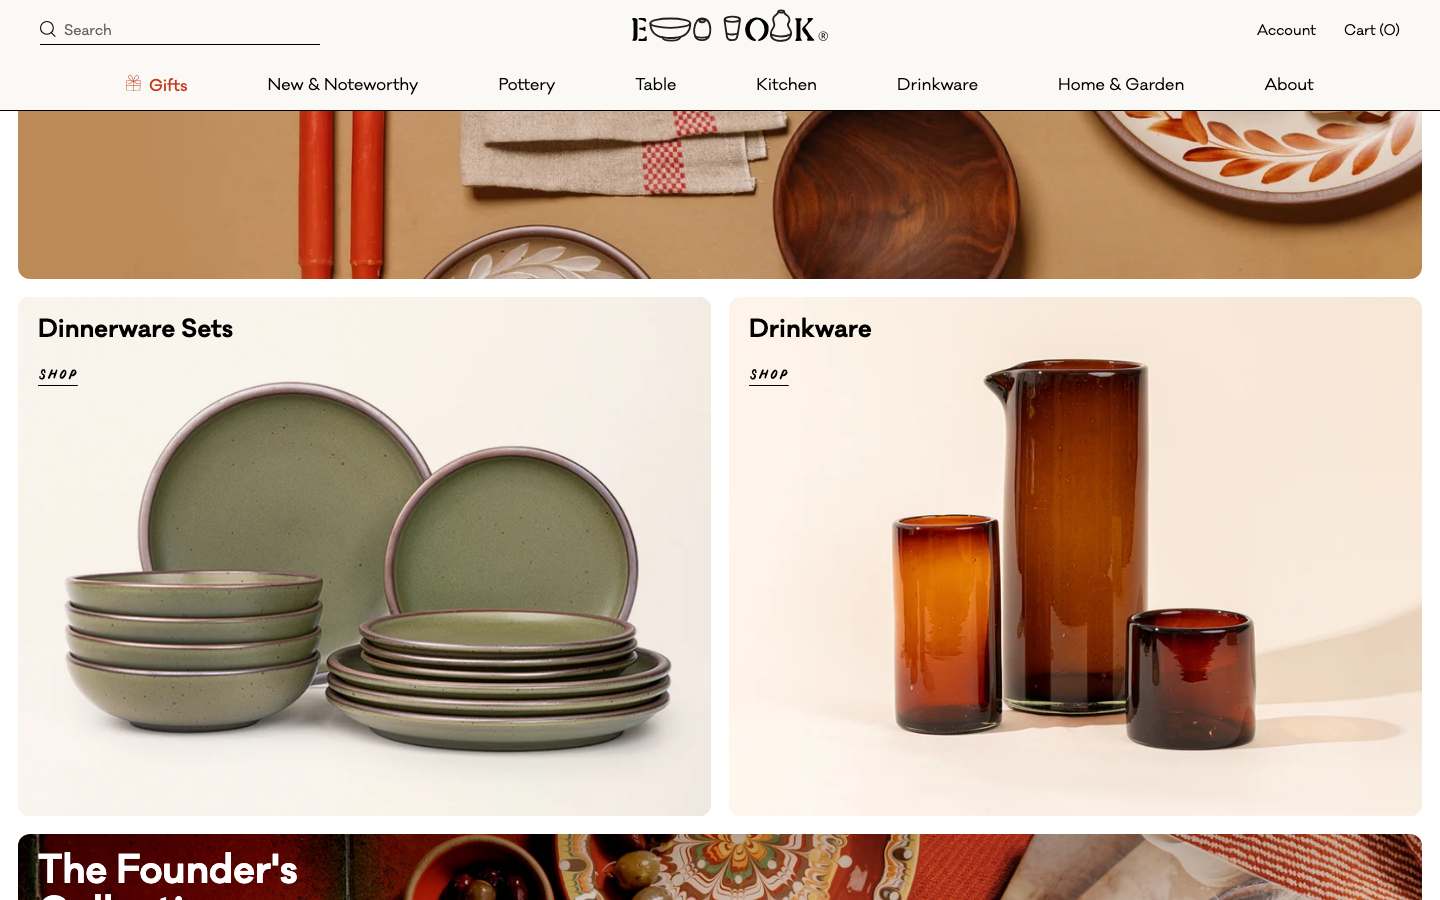 Search
Account
Cart (0)
Gifts
New & Noteworthy
Pottery
Table
Kitchen
Drinkware
Home & Garden
About
Dinnerware Sets
SHOP
Drinkware
SHOP
The Founder's